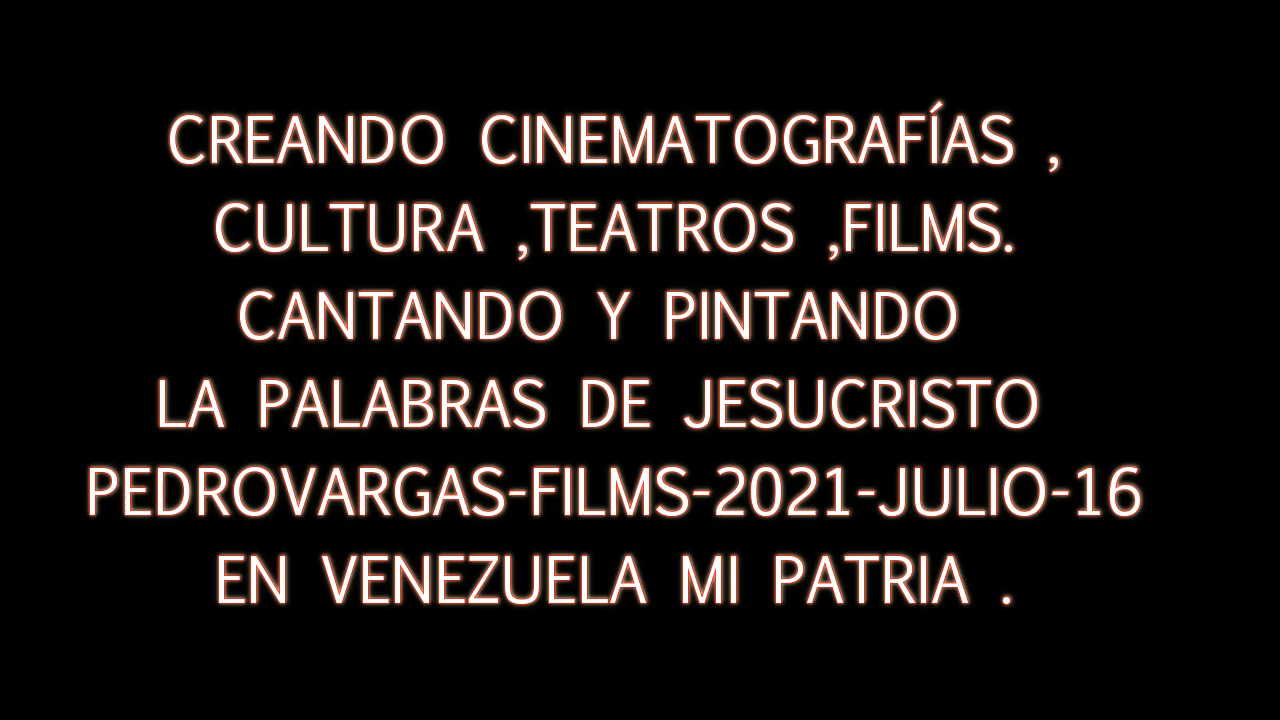 CREANDO CINEMATOGRAFÍAS ,
CULTURA ,TEATROS ,FILMS.
CANTANDO Y PINTANDO
LA PALABRAS DE JESUCRISTO
PEDROVARGAS-FILMS-2021-JULIO-16
EN VENEZUELA MI PATRIA .